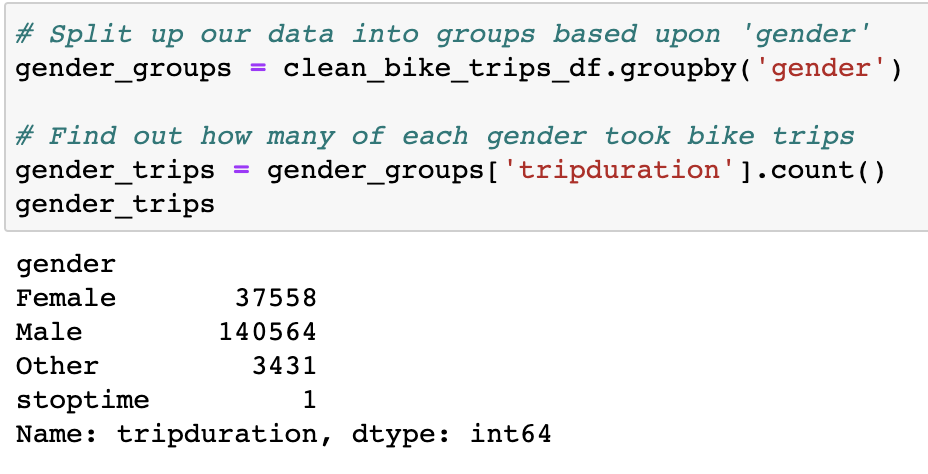 # Split up our data into groups based upon 'gender'
gender_groups = clean_bike_trips_df.groupby('gender')
# Find out how many of each gender took bike trips
gender_trips = gender_groups['tripduration'].count()
gender_trips
gender
Female 37558
Male 140564
Other 3431
stoptime 1
Name: tripduration, dtype: int64